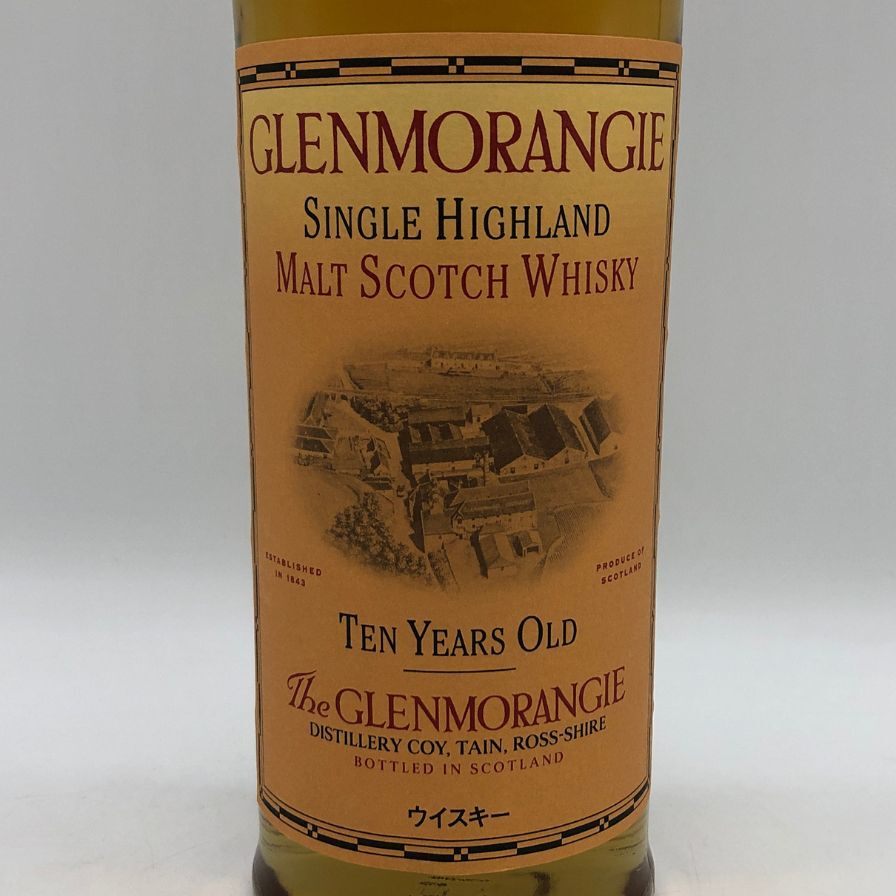 GLENMORANGIE
SINGLE HIGHLAND
MALT SCOTCH WHISKY
ESTABLISHED
IN 1843
PRODUCE OF
SCOTLAND
TEN YEARS OLD
The GLENMORANGIE
DISTILLERY COY, TAIN, ROSS-SHIRE
BOTTLED IN SCOTLAND
ウイスキー